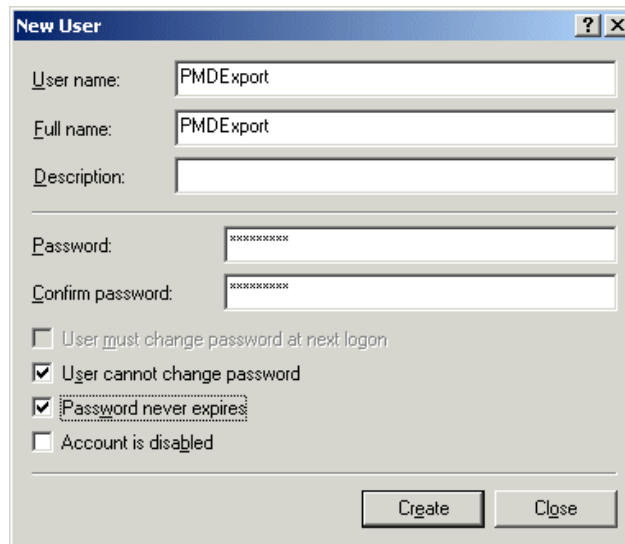 New User
User name: PMDExport
Full name: PMDExport
Description:
Password: *********
Confirm password: *********
User must change password at next logon
User cannot change password
Password never expires
Account is disabled
Create Close